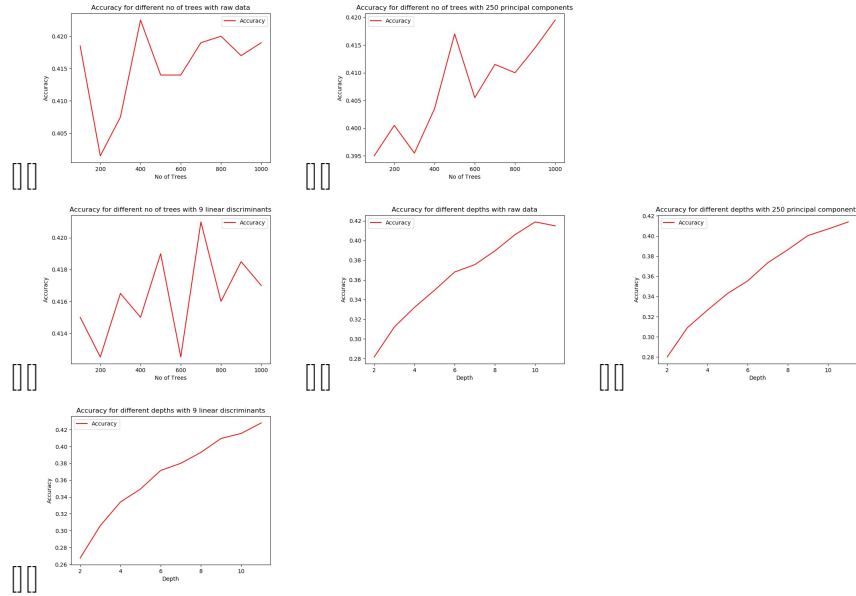 Accuracy for different no of trees with raw data
Accuracy
0.420
0.415
0.410
0.405
Accuracy
200 400 600 800 1000
No of Trees
Accuracy for different no of trees with 250 principal components
Accuracy
0.420
0.415
0.410
0.405
0.400
0.395
Accuracy
200 400 600 800 1000
No of Trees
Accuracy for different no of trees with 9 linear discriminants
Accuracy
0.420
0.418
0.416
0.414
Accuracy
200 400 600 800 1000
No of Trees
Accuracy for different depths with raw data
Accuracy
0.42
0.40
0.38
0.36
0.34
0.32
0.30
0.28
Accuracy
2 4 6 8 10
Depth
Accuracy for different depths with 250 principal component
Accuracy
0.42
0.40
0.38
0.36
0.34
0.32
0.30
0.28
Accuracy
2 4 6 8 10
Depth
Accuracy for different depths with 9 linear discriminants
Accuracy
0.42
0.40
0.38
0.36
0.34
0.32
0.30
0.28
0.26
Accuracy
2 4 6 8 10
Depth